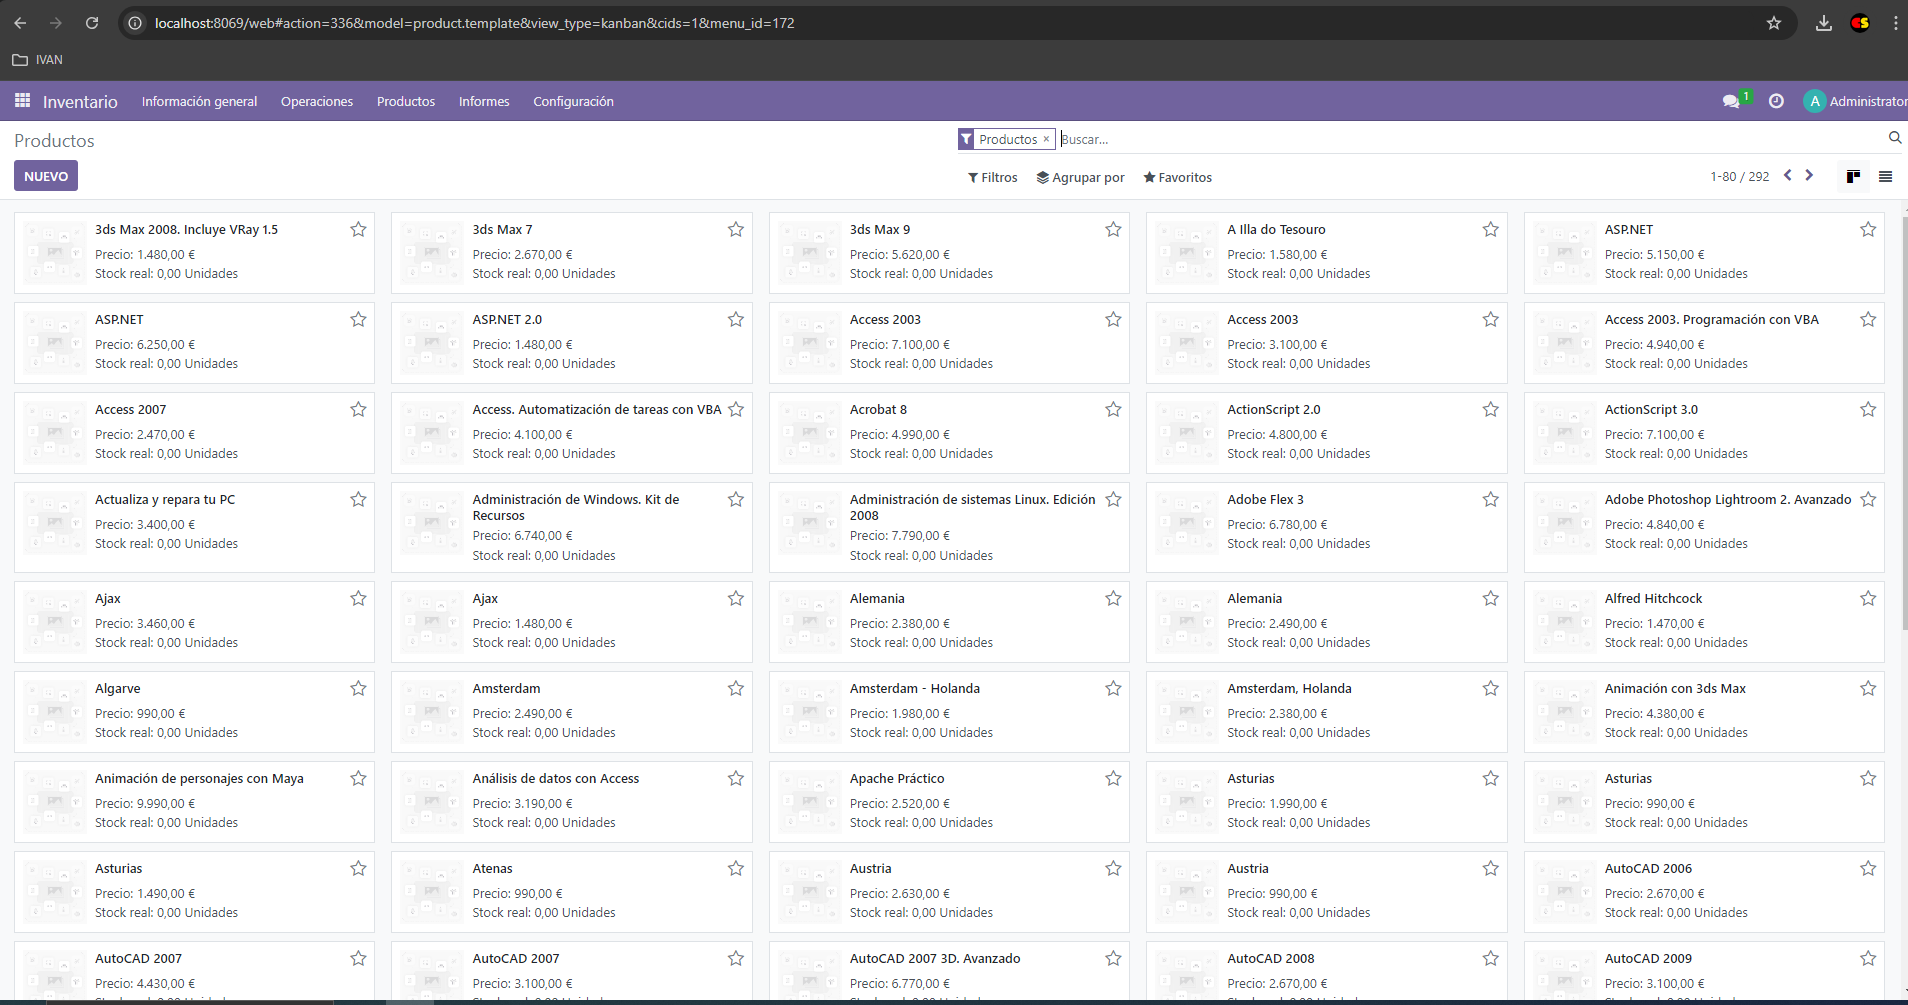 localhost:8069/web#action=336&model=product.template&view_type=kanban&cids=1&menu_id=172
IVAN
Inventario Información general Operaciones Productos Informes Configuración 1 A Administrator
Productos
Productos × Buscar...
NUEVO
Filtros Agrupar por Favoritos 1-80 / 292
3ds Max 2008. Incluye VRay 1.5
Precio: 1.480,00 €
Stock real: 0,00 Unidades
3ds Max 7
Precio: 2.670,00 €
Stock real: 0,00 Unidades
3ds Max 9
Precio: 5.620,00 €
Stock real: 0,00 Unidades
A Illa do Tesouro
Precio: 1.580,00 €
Stock real: 0,00 Unidades
ASP.NET
Precio: 5.150,00 €
Stock real: 0,00 Unidades
ASP.NET
Precio: 6.250,00 €
Stock real: 0,00 Unidades
ASP.NET 2.0
Precio: 1.480,00 €
Stock real: 0,00 Unidades
Access 2003
Precio: 7.100,00 €
Stock real: 0,00 Unidades
Access 2003
Precio: 3.100,00 €
Stock real: 0,00 Unidades
Access 2003. Programación con VBA
Precio: 4.940,00 €
Stock real: 0,00 Unidades
Access 2007
Precio: 2.470,00 €
Stock real: 0,00 Unidades
Access. Automatización de tareas con VBA
Precio: 4.100,00 €
Stock real: 0,00 Unidades
Acrobat 8
Precio: 4.990,00 €
Stock real: 0,00 Unidades
ActionScript 2.0
Precio: 4.800,00 €
Stock real: 0,00 Unidades
ActionScript 3.0
Precio: 7.100,00 €
Stock real: 0,00 Unidades
Actualiza y repara tu PC
Precio: 3.400,00 €
Stock real: 0,00 Unidades
Administración de Windows. Kit de
Recursos
Precio: 6.740,00 €
Stock real: 0,00 Unidades
Administración de sistemas Linux. Edición
2008
Precio: 7.790,00 €
Stock real: 0,00 Unidades
Adobe Flex 3
Precio: 6.780,00 €
Stock real: 0,00 Unidades
Adobe Photoshop Lightroom 2. Avanzado
Precio: 4.840,00 €
Stock real: 0,00 Unidades
Ajax
Precio: 3.460,00 €
Stock real: 0,00 Unidades
Ajax
Precio: 1.480,00 €
Stock real: 0,00 Unidades
Alemania
Precio: 2.380,00 €
Stock real: 0,00 Unidades
Alemania
Precio: 2.490,00 €
Stock real: 0,00 Unidades
Alfred Hitchcock
Precio: 1.470,00 €
Stock real: 0,00 Unidades
Algarve
Precio: 990,00 €
Stock real: 0,00 Unidades
Amsterdam
Precio: 2.490,00 €
Stock real: 0,00 Unidades
Amsterdam - Holanda
Precio: 1.980,00 €
Stock real: 0,00 Unidades
Amsterdam, Holanda
Precio: 2.380,00 €
Stock real: 0,00 Unidades
Animación con 3ds Max
Precio: 4.380,00 €
Stock real: 0,00 Unidades
Animación de personajes con Maya
Precio: 9.990,00 €
Stock real: 0,00 Unidades
Análisis de datos con Access
Precio: 3.190,00 €
Stock real: 0,00 Unidades
Apache Práctico
Precio: 2.520,00 €
Stock real: 0,00 Unidades
Asturias
Precio: 1.990,00 €
Stock real: 0,00 Unidades
Asturias
Precio: 990,00 €
Stock real: 0,00 Unidades
Asturias
Precio: 1.490,00 €
Stock real: 0,00 Unidades
Atenas
Precio: 990,00 €
Stock real: 0,00 Unidades
Austria
Precio: 2.630,00 €
Stock real: 0,00 Unidades
Austria
Precio: 990,00 €
Stock real: 0,00 Unidades
AutoCAD 2006
Precio: 2.670,00 €
Stock real: 0,00 Unidades
AutoCAD 2007
Precio: 4.430,00 €
AutoCAD 2007
Precio: 3.100,00 €
AutoCAD 2007 3D. Avanzado
Precio: 6.770,00 €
AutoCAD 2008
Precio: 2.670,00 €
AutoCAD 2009
Precio: 3.100,00 €